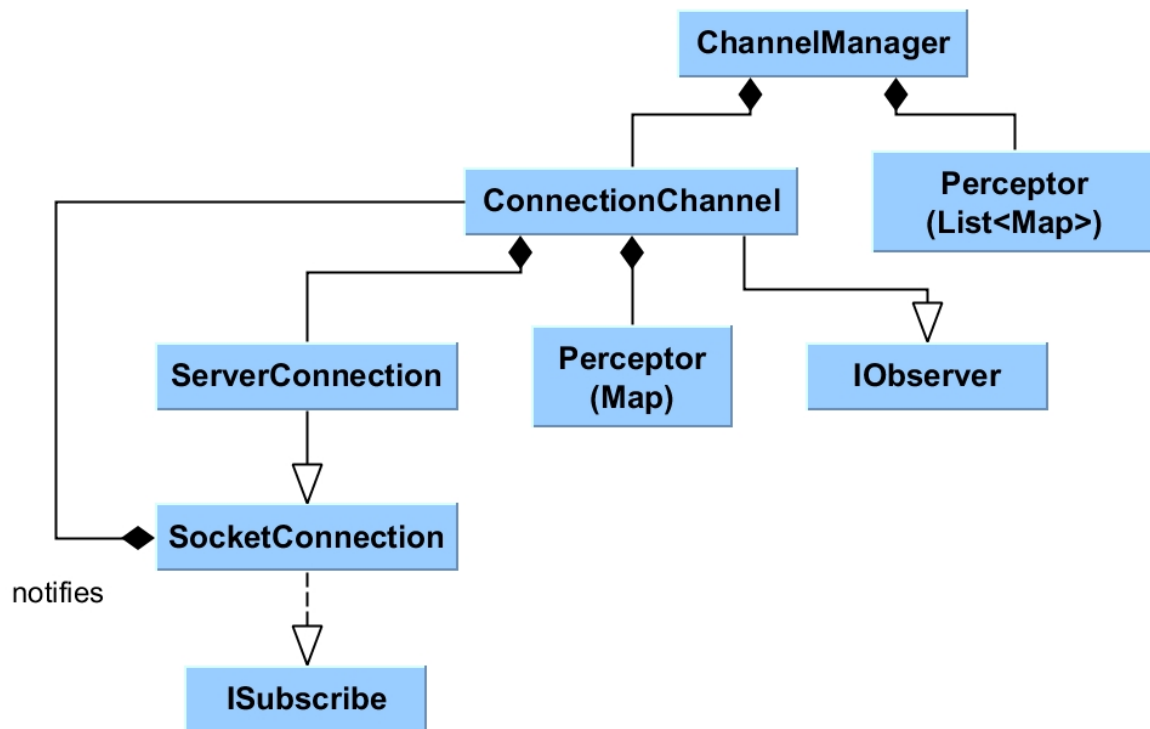 ChannelManager
ConnectionChannel
Perceptor
(List<Map>)
ServerConnection
Perceptor
(Map)
IObserver
SocketConnection
notifies
ISubscribe